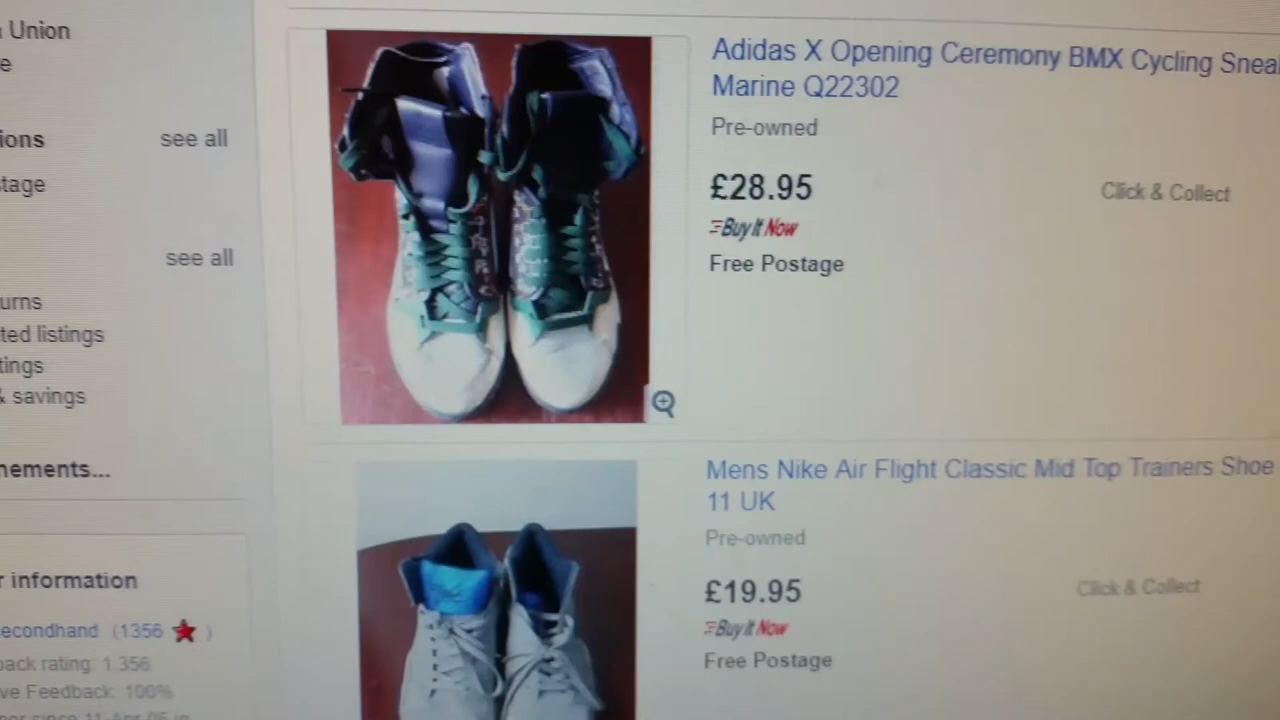 Union
e
ions see all
tage
see all
urns
ted listings
tings
& savings
nements...
r information
econdhand (1356 )
back rating: 1,356
ve Feedback: 100%
Adidas X Opening Ceremony BMX Cycling Snea
Marine Q22302
Pre-owned
£28.95
Click & Collect
Buy It Now
Free Postage
Mens Nike Air Flight Classic Mid Top Trainers Shoe
11 UK
Pre-owned
£19.95
Click & Collect
Buy It Now
Free Postage